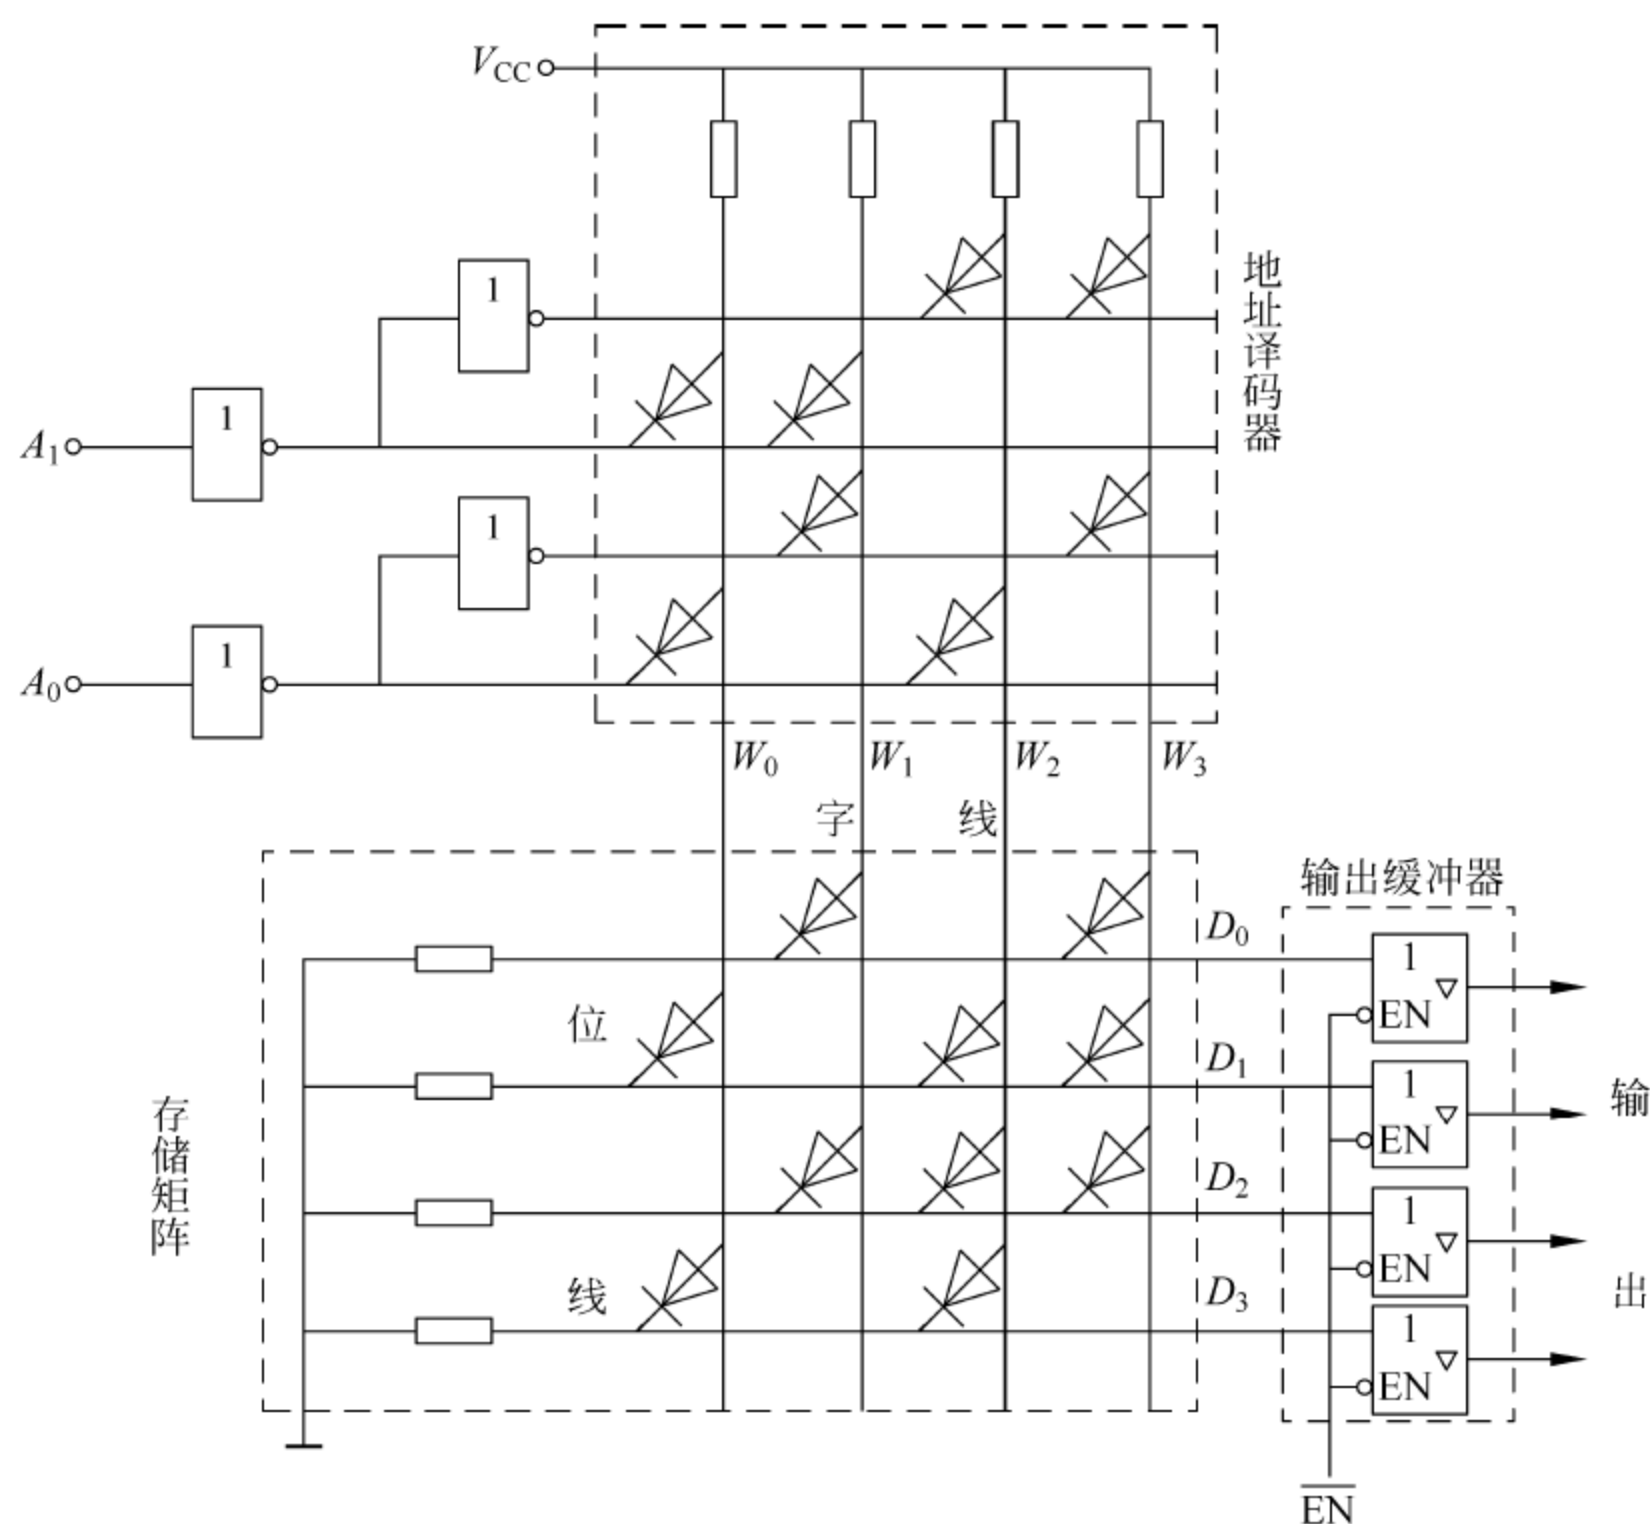 V_CC
地址译码器
1
1
A_1
1
1
A_0
W_0 W_1 W_2 W_3
字 线
输出缓冲器
D_0
1
EN
位
D_1
1
EN
存储矩阵
输出
D_2
1
EN
线
D_3
1
EN
\overline{EN}